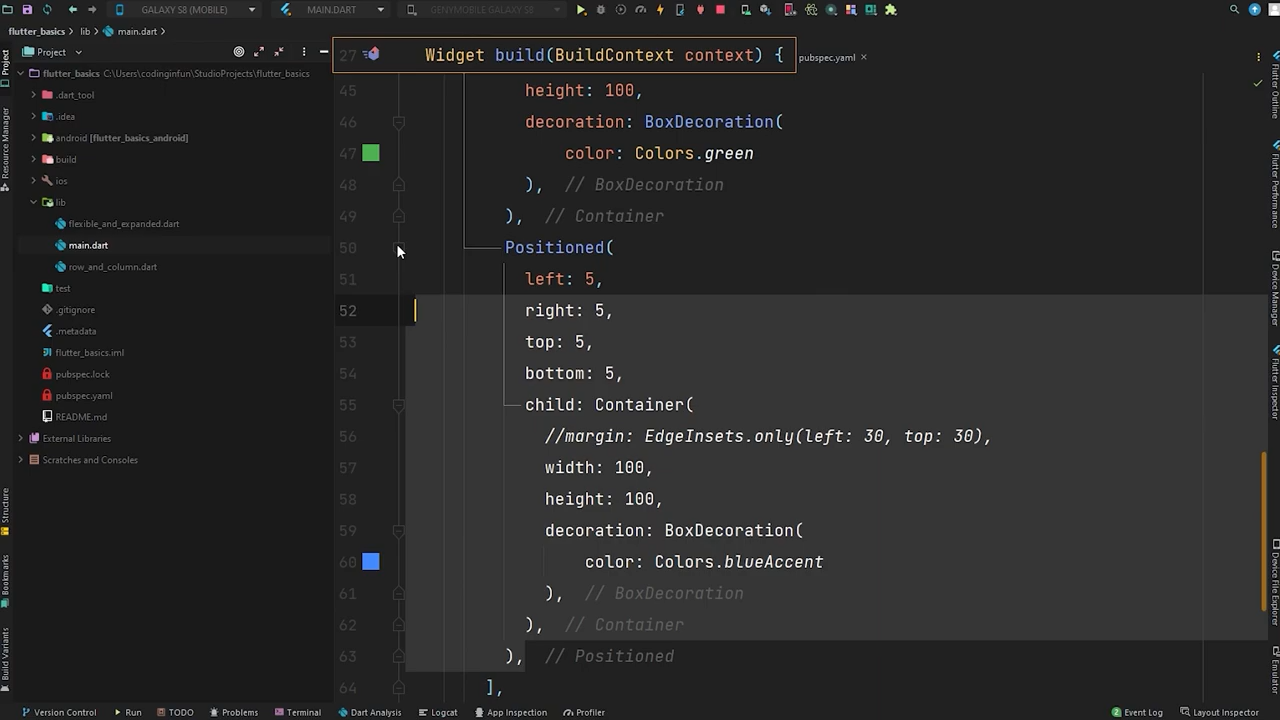 GALAXY S8 (MOBILE)
MAIN.DART
GENYMOBILE GALAXY S8
flutter_basics
lib
main.dart
Project
27
Widget build(BuildContext context) {
pubspec.yaml
flutter_basics C:\Users\codinginfun\StudioProjects\flutter_basics
.dart_tool
.idea
android [flutter_basics_android]
build
ios
lib
flexible_and_expanded.dart
main.dart
row_and_column.dart
test
.gitignore
.metadata
flutter_basics.iml
pubspec.lock
pubspec.yaml
README.md
External Libraries
Scratches and Consoles
45 height: 100,
46 decoration: BoxDecoration(
47 color: Colors.green
48 ), // BoxDecoration
49 ), // Container
50 Positioned(
51 left: 5,
52 right: 5,
53 top: 5,
54 bottom: 5,
55 child: Container(
56 //margin: EdgeInsets.only(left: 30, top: 30),
57 width: 100,
58 height: 100,
59 decoration: BoxDecoration(
60 color: Colors.blueAccent
61 ), // BoxDecoration
62 ), // Container
63 ), // Positioned
64 ],
Project
Resource Manager
Structure
Bookmarks
Build Variants
Flutter Outline
Flutter Performance
Flutter Inspector
Device File Explorer
Emulator
Version Control
Run
TODO
Problems
Terminal
Dart Analysis
Logcat
App Inspection
Profiler
Event Log
Layout Inspector